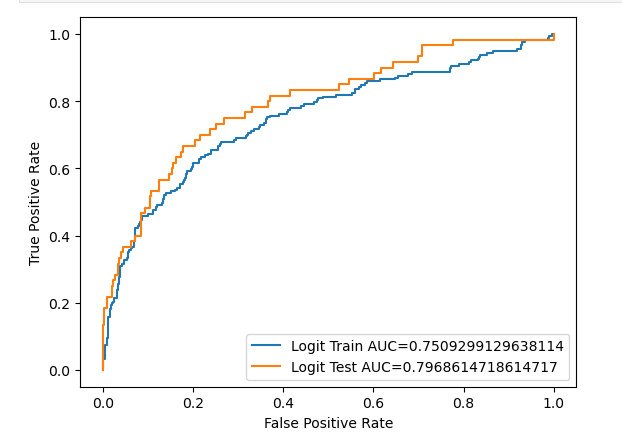 1.0
0.8
0.6
0.4
0.2
0.0
True Positive Rate
Logit Train AUC=0.7509299129638114
Logit Test AUC=0.7968614718614717
0.0 0.2 0.4 0.6 0.8 1.0
False Positive Rate